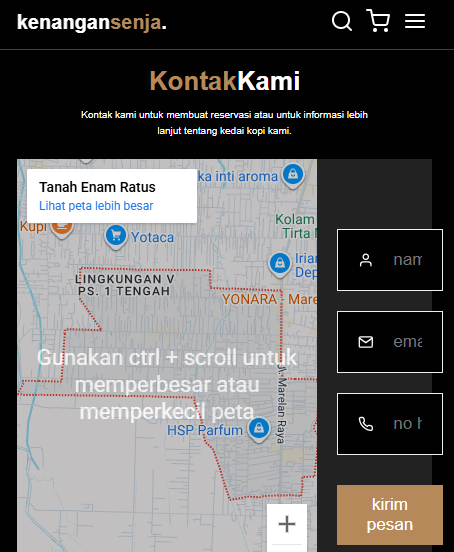 kenangansenja.
KontakKami
Kontak kami untuk membuat reservasi atau untuk informasi lebih
lanjut tentang kedai kopi kami.
Tanah Enam Ratus
Lihat peta lebih besar
ka inti aroma
Kupi
Yotaca
Kolam
Tirta
Irian
Dep
LINGKUNGAN V
PS. 1 TENGAH
YONARA - Mare
Gunakan ctrl + scroll untuk
memperbesar atau
memperkecil peta
Jl. Marelan Raya
HSP Parfum
nam
ema
no h
kirim
pesan